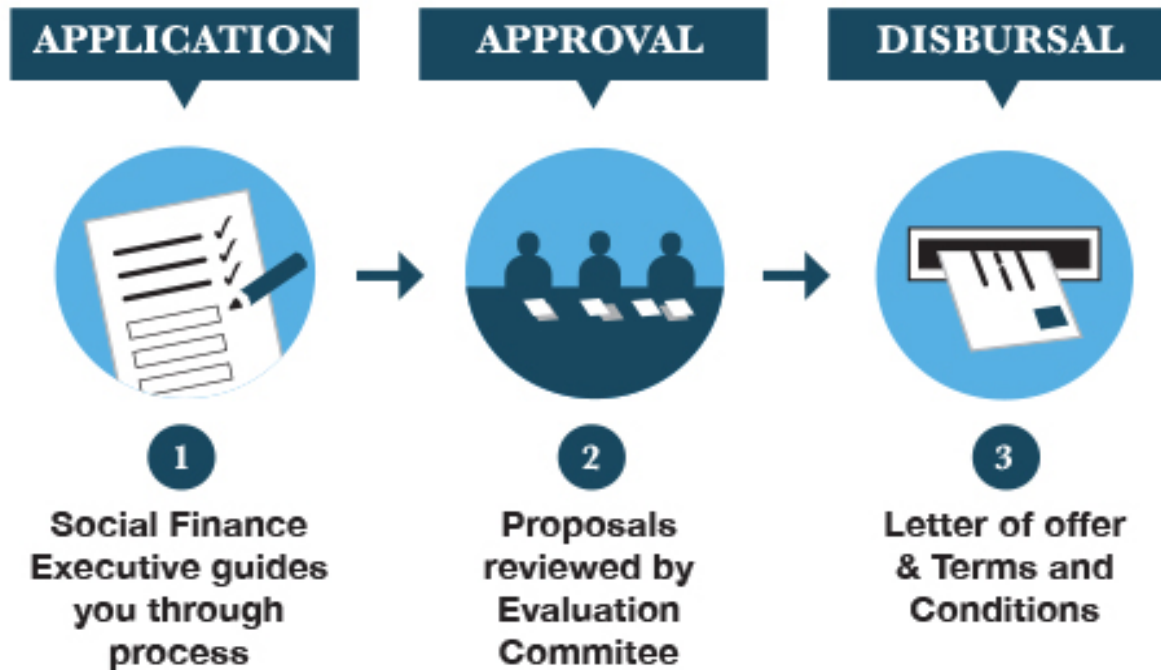 APPLICATION
APPROVAL
DISBURSAL
1
Social Finance
Executive guides
you through
process
2
Proposals
reviewed by
Evaluation
Commitee
3
Letter of offer
& Terms and
Conditions